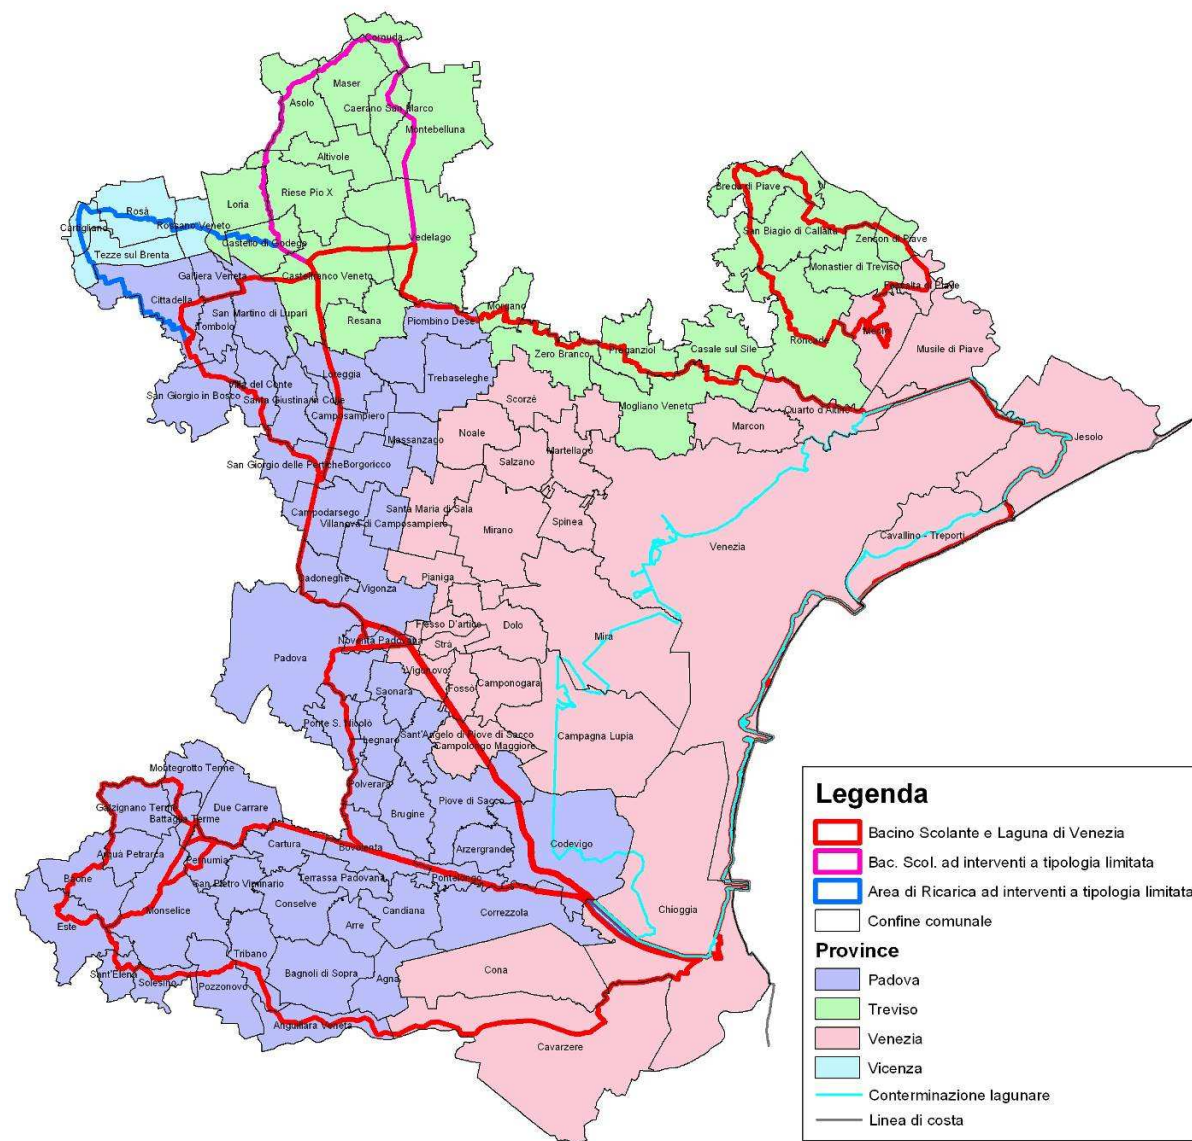 Cornuda
Maser
Asolo
Caerano San Marco
Montebelluna
Altivole
Riese Pio X
Loria
Rosà
Rossano Veneto
Cartigliano
Tezze sul Brenta
Castello di Godego
Vedelago
Castelfranco Veneto
Galliera Veneta
Cittadella
San Martino di Lupari
Tombolo
Resana
Piombino Dese
Morgano
Breda di Piave
San Biagio di Callalta
Zenson di Piave
Monastier di Treviso
Fossalta di Piave
Meolo
Musile di Piave
Roncade
Casale sul Sile
Preganziol
Zero Branco
Mogliano Veneto
Marcon
Quarto d'Altino
Jesolo
Loreggia
Trebaseleghe
Villa del Conte
San Giorgio in Bosco
Santa Giustina in Colle
Camposampiero
Scorzè
Noale
Massanzago
Martellago
Salzano
San Giorgio delle Pertiche
Borgoricco
Campodarsego
Santa Maria di Sala
Villanova di Camposampiero
Mirano
Spinea
Venezia
Cavallino - Treporti
Cadoneghe
Vigonza
Pianiga
Fiesso D'artico
Dolo
Mira
Noventa Padovana
Strà
Padova
Vigonovo
Fossò
Camponogara
Saonara
Ponte S. Nicolò
Legnaro
Sant'Angelo di Piove di Sacco
Campolongo Maggiore
Campagna Lupia
Montegrotto Terme
Polverara
Galzignano Terme
Due Carrare
Battaglia Terme
Brugine
Piove di Sacco
Codevigo
Arquà Petrarca
Pernumia
Cartura
Bovolenta
Arzergrande
Baone
San Pietro Viminario
Terrassa Padovana
Pontelongo
Monselice
Conselve
Candiana
Correzzola
Chioggia
Este
Arre
Tribano
Sant'Elena
Solesino
Pozzonovo
Bagnoli di Sopra
Agna
Cona
Anguillara Veneta
Cavarzere
Legenda
Bacino Scolante e Laguna di Venezia
Bac. Scol. ad interventi a tipologia limitata
Area di Ricarica ad interventi a tipologia limitata
Confine comunale
Province
Padova
Treviso
Venezia
Vicenza
Conterminazione lagunare
Linea di costa